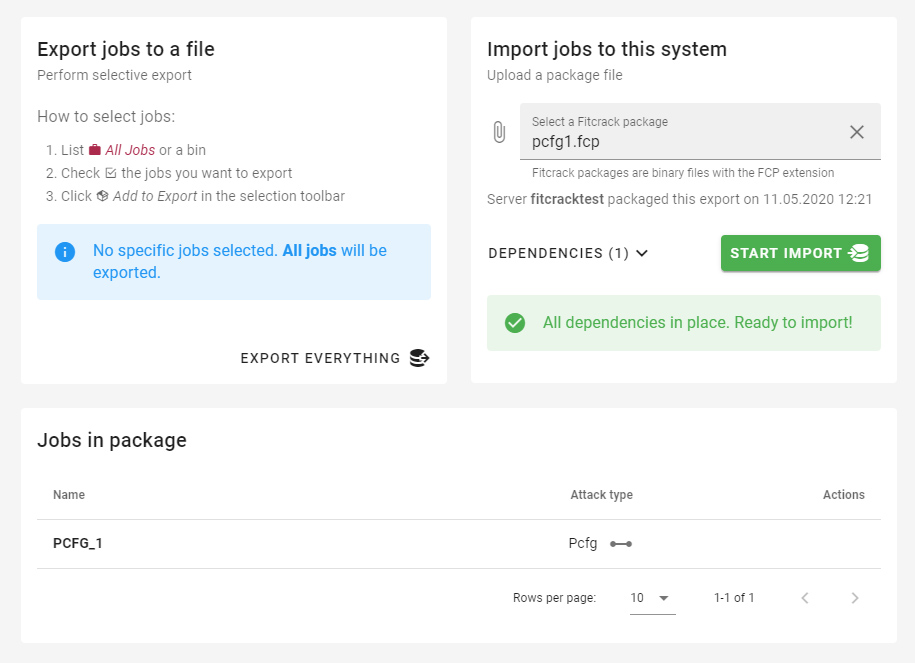 Export jobs to a file
Perform selective export
How to select jobs:
1. List All Jobs or a bin
2. Check the jobs you want to export
3. Click Add to Export in the selection toolbar
No specific jobs selected. All jobs will be
exported.
EXPORT EVERYTHING
Import jobs to this system
Upload a package file
Select a Fitcrack package
pcfg1.fcp
Fitcrack packages are binary files with the FCP extension
Server fitcracktest packaged this export on 11.05.2020 12:21
DEPENDENCIES (1)
START IMPORT
All dependencies in place. Ready to import!
Jobs in package
Name Attack type Actions
PCFG_1 Pcfg
Rows per page: 10 1-1 of 1